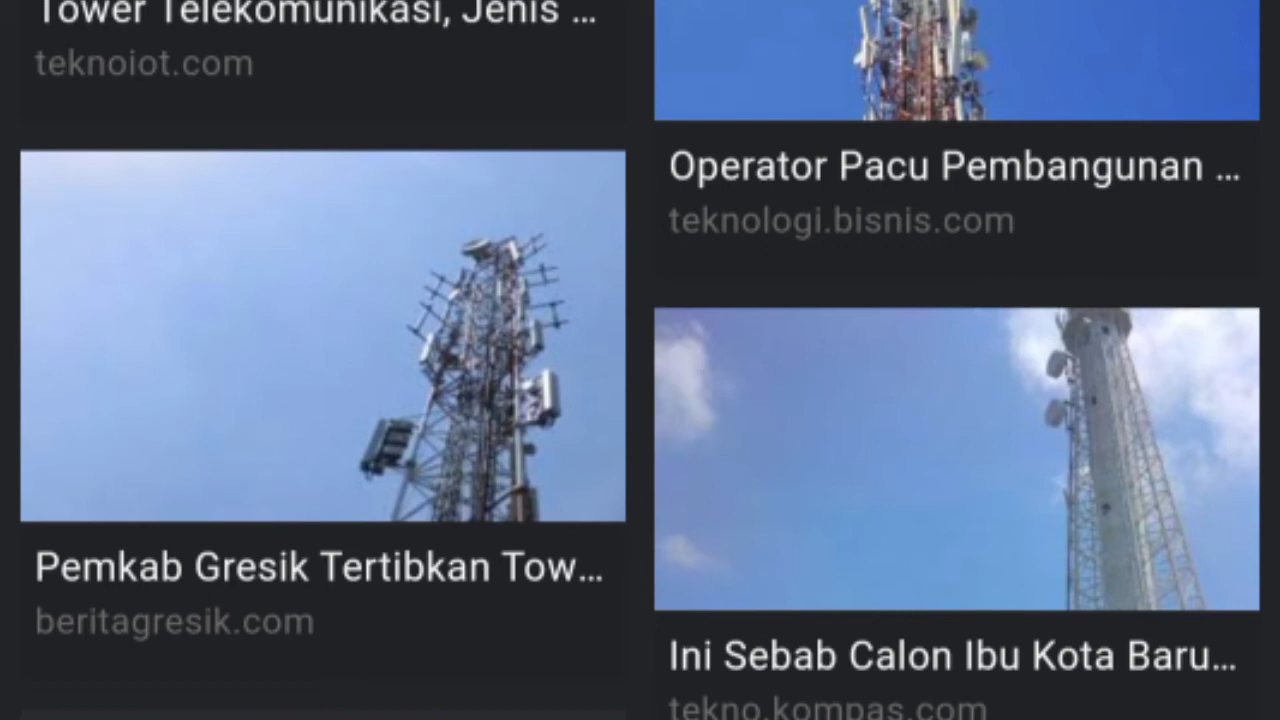 Tower Telekomunikasi, Jenis ...
teknoiot.com
Operator Pacu Pembangunan ...
teknologi.bisnis.com
Pemkab Gresik Tertibkan Tow...
beritagresik.com
Ini Sebab Calon Ibu Kota Baru...
tekno.kompas.com